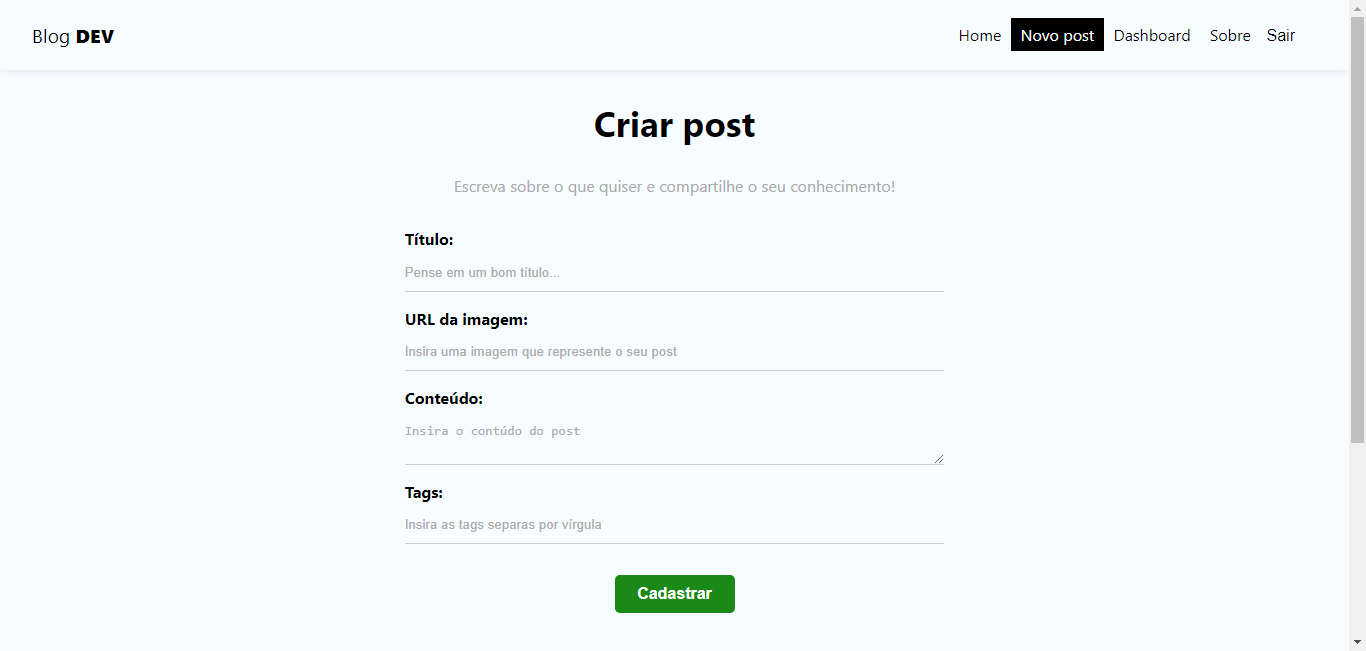 Blog DEV
Home Novo post Dashboard Sobre Sair
Criar post
Escreva sobre o que quiser e compartilhe o seu conhecimento!
Título:
Pense em um bom título...
URL da imagem:
Insira uma imagem que represente o seu post
Conteúdo:
Insira o contúdo do post
Tags:
Insira as tags separas por vírgula
Cadastrar